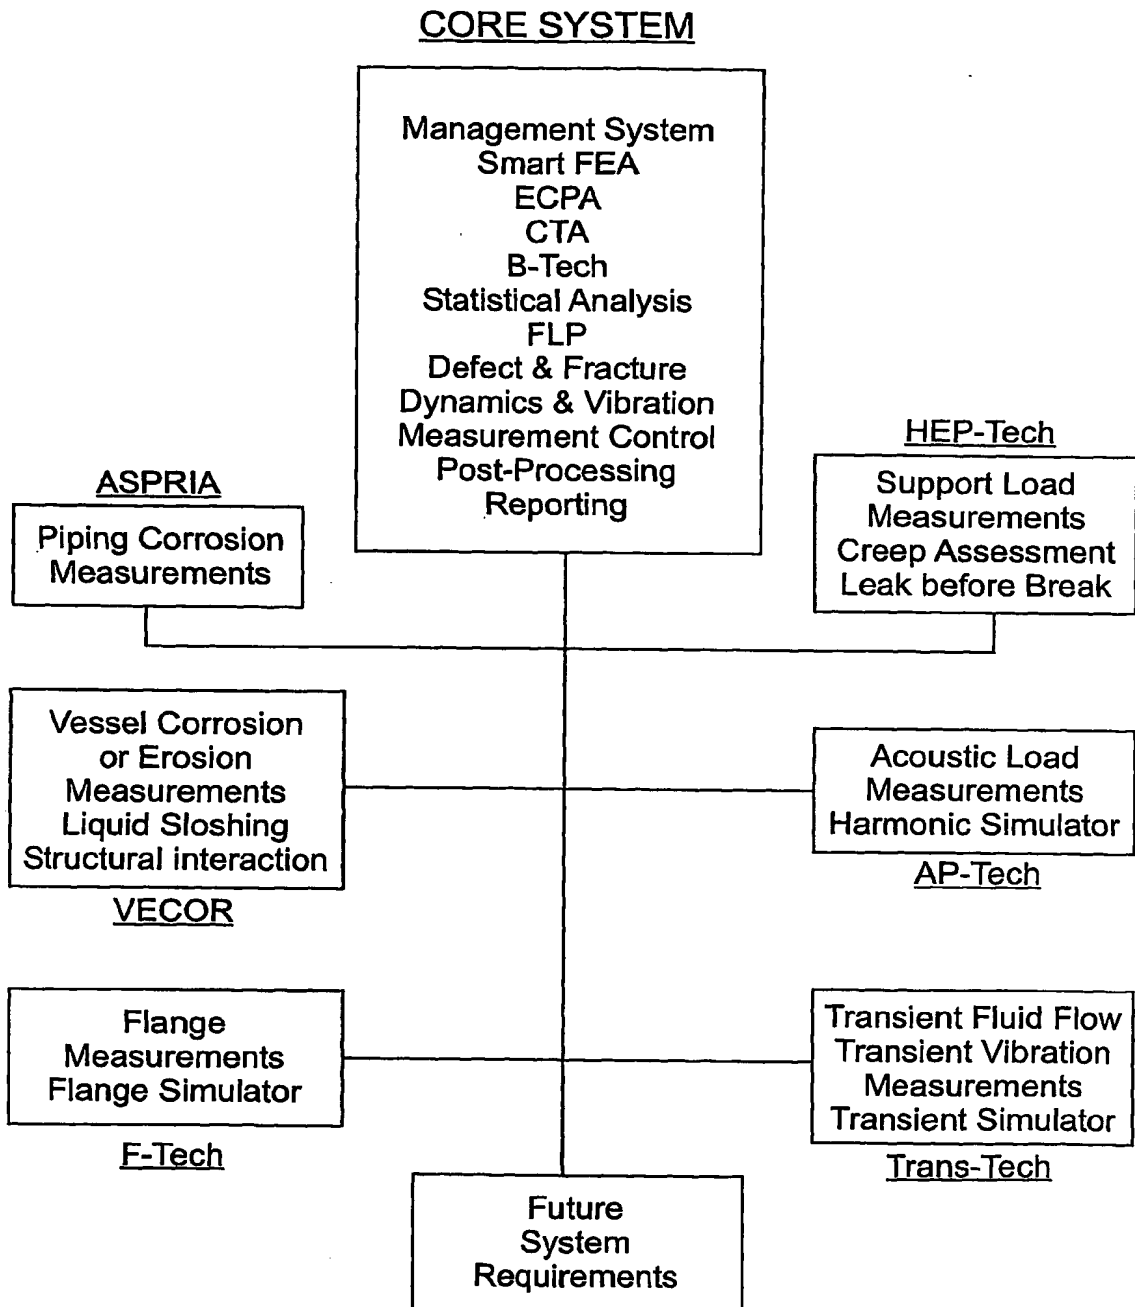 CORE SYSTEM
Management System
Smart FEA
ECPA
CTA
B-Tech
Statistical Analysis
FLP
Defect & Fracture
Dynamics & Vibration
Measurement Control
Post-Processing
Reporting
ASPRIA
Piping Corrosion
Measurements
HEP-Tech
Support Load
Measurements
Creep Assessment
Leak before Break
Vessel Corrosion
or Erosion
Measurements
Liquid Sloshing
Structural interaction
VECOR
Acoustic Load
Measurements
Harmonic Simulator
AP-Tech
Flange
Measurements
Flange Simulator
F-Tech
Transient Fluid Flow
Transient Vibration
Measurements
Transient Simulator
Trans-Tech
Future
System
Requirements